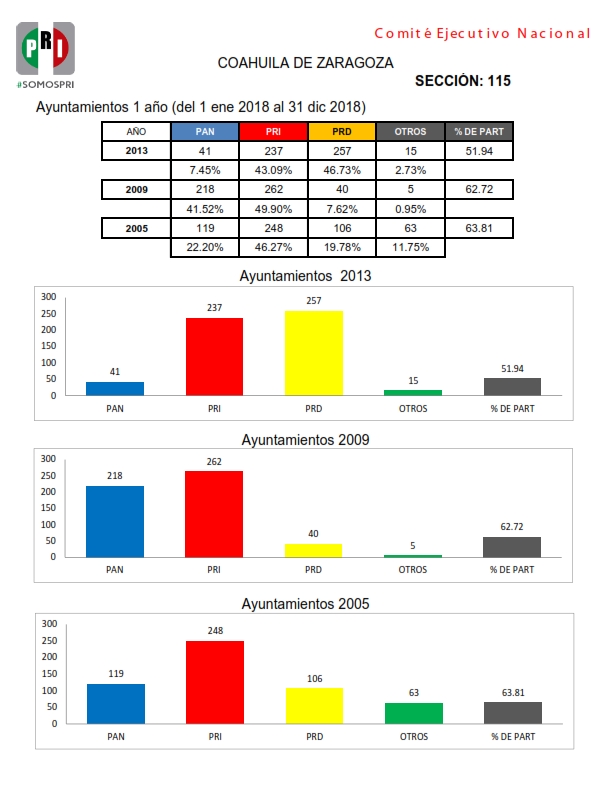 Comité Ejecutivo Nacional
PRI
#SOMOSPRI
COAHUILA DE ZARAGOZA
SECCIÓN: 115
Ayuntamientos 1 año (del 1 ene 2018 al 31 dic 2018)
AÑO PAN PRI PRD OTROS % DE PART
2013 41 237 257 15 51.94
7.45% 43.09% 46.73% 2.73%
2009 218 262 40 5 62.72
41.52% 49.90% 7.62% 0.95%
2005 119 248 106 63 63.81
22.20% 46.27% 19.78% 11.75%
Ayuntamientos 2013
300
250
200
150
100
50
0
41 237 257 15 51.94
PAN PRI PRD OTROS % DE PART
Ayuntamientos 2009
300
250
200
150
100
50
0
218 262 40 5 62.72
PAN PRI PRD OTROS % DE PART
Ayuntamientos 2005
300
250
200
150
100
50
0
119 248 106 63 63.81
PAN PRI PRD OTROS % DE PART